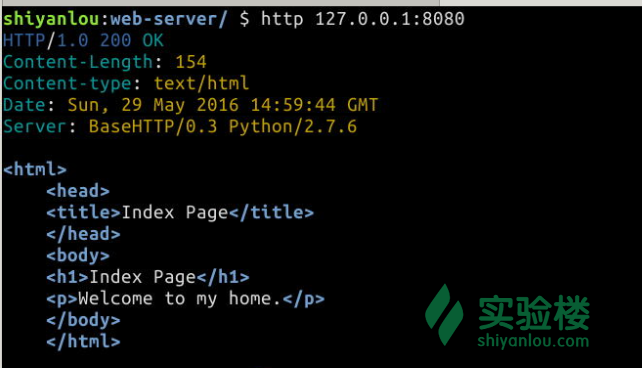 shiyanlou:web-server/ $ http 127.0.0.1:8080
HTTP/1.0 200 OK
Content-Length: 154
Content-type: text/html
Date: Sun, 29 May 2016 14:59:44 GMT
Server: BaseHTTP/0.3 Python/2.7.6
<html>
<head>
<title>Index Page</title>
</head>
<body>
<h1>Index Page</h1>
<p>Welcome to my home.</p>
</body>
</html>
实验楼
shiyanlou.com